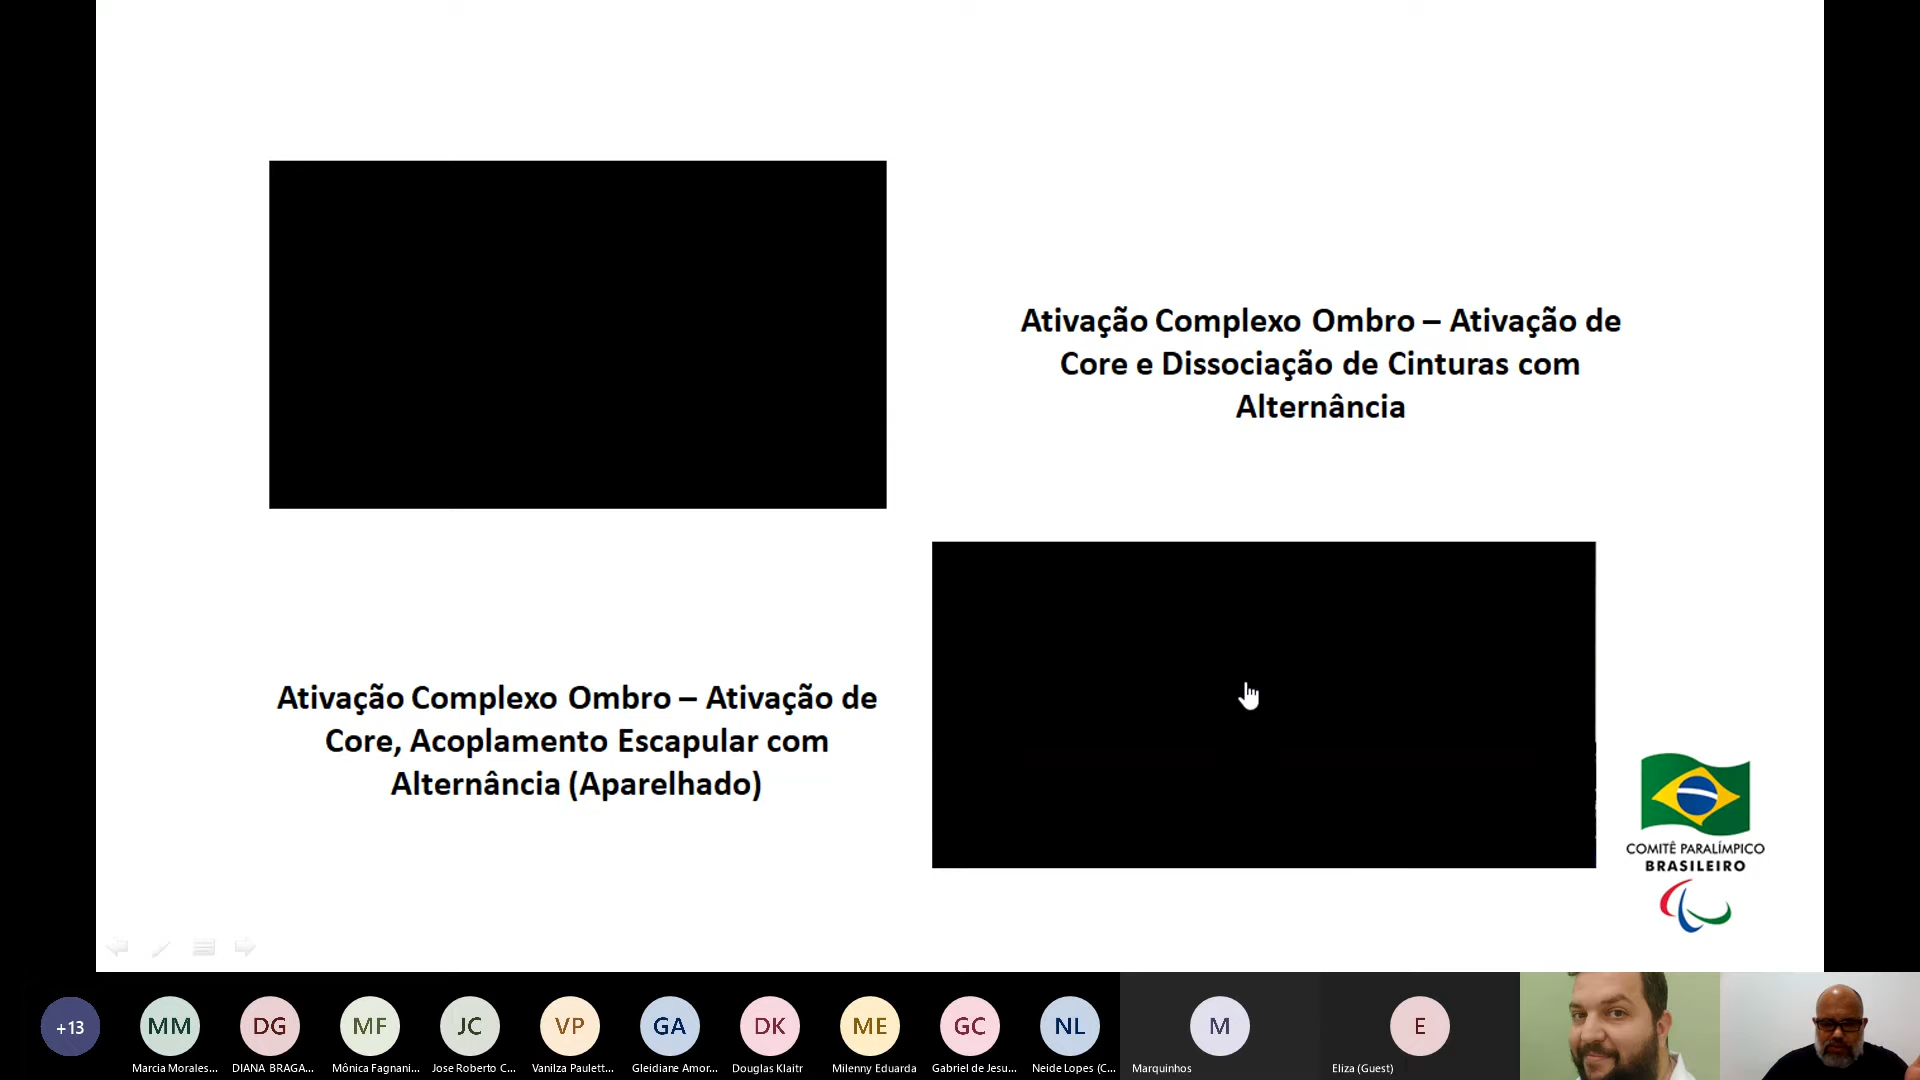 Ativação Complexo Ombro – Ativação de
Core e Dissociação de Cinturas com
Alternância
Ativação Complexo Ombro – Ativação de
Core, Acoplamento Escapular com
Alternância (Aparelhado)
COMITÊ PARALÍMPICO
BRASILEIRO
+13
MM
DG
MF
JC
VP
GA
DK
ME
GC
NL
M
E
Marcia Morales...
DIANA BRAGA...
Mônica Fagnani...
Jose Roberto C...
Vanilza Paulett...
Gleidiane Amor...
Douglas Klaitr
Milenny Eduarda
Gabriel de Jesu...
Neide Lopes (C...
Marquinhos
Eliza (Guest)